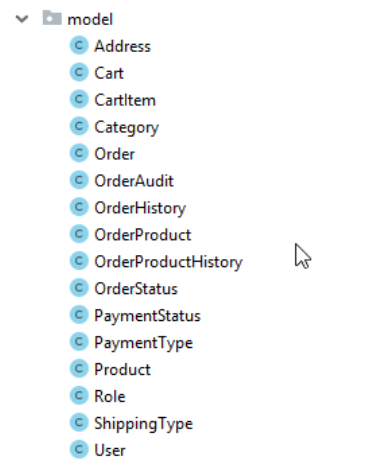 model
C Address
C Cart
C CartItem
C Category
C Order
C OrderAudit
C OrderHistory
C OrderProduct
C OrderProductHistory
C OrderStatus
C PaymentStatus
C PaymentType
C Product
C Role
C ShippingType
C User